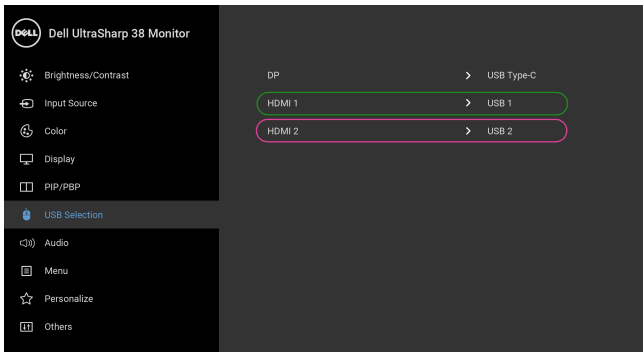 DELL Dell UltraSharp 38 Monitor
Brightness/Contrast
Input Source
Color
Display
PIP/PBP
USB Selection
Audio
Menu
Personalize
Others
DP > USB Type-C
HDMI 1 > USB 1
HDMI 2 > USB 2